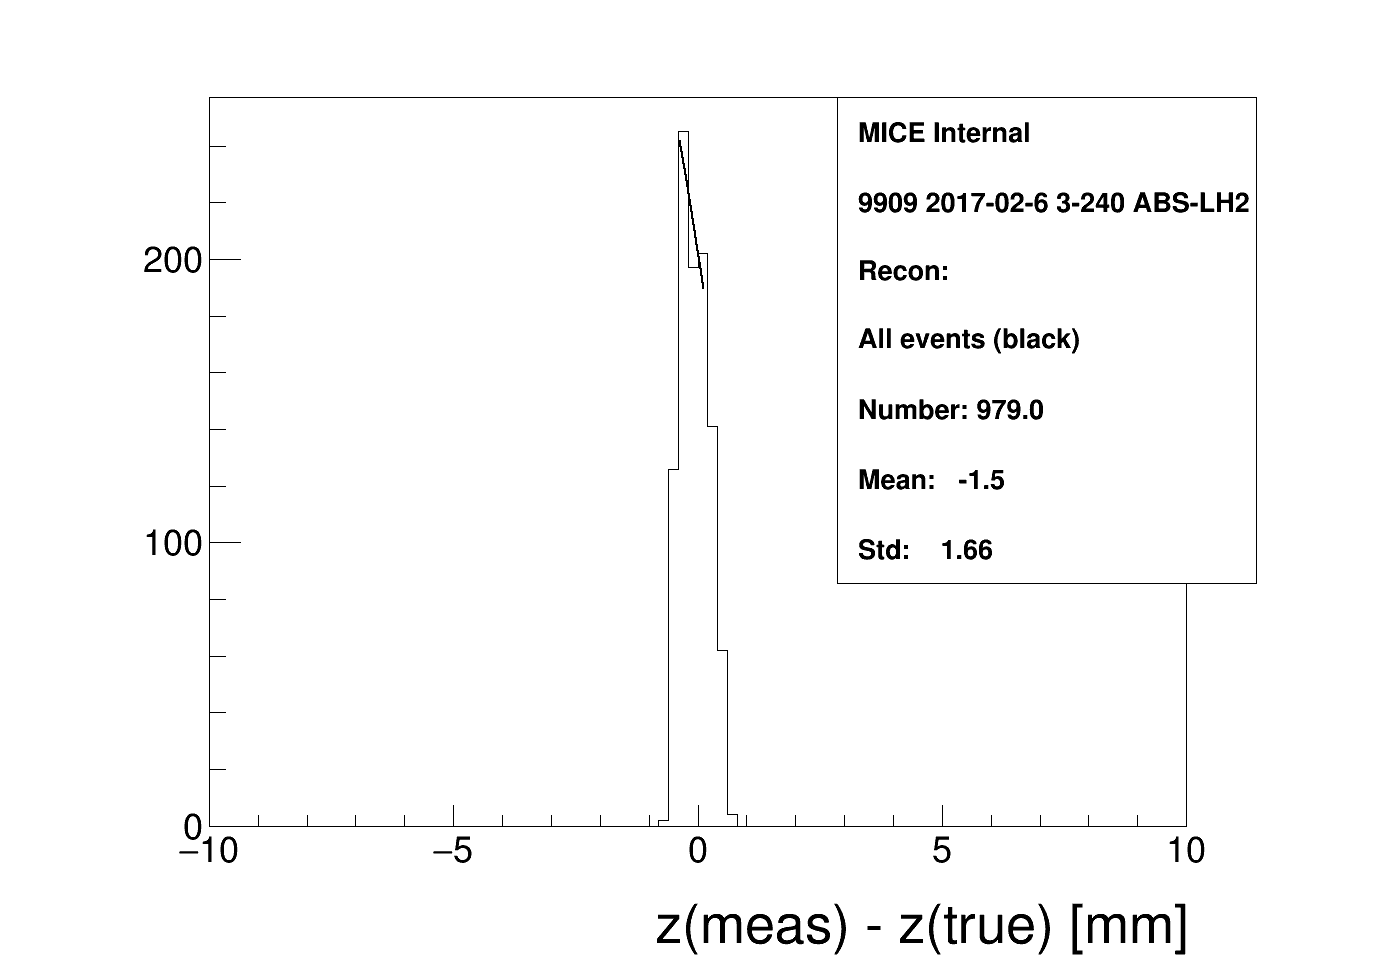 MICE Internal
9909 2017-02-6 3-240 ABS-LH2
Recon:
All events (black)
Number: 979.0
Mean: -1.5
Std: 1.66
200
100
0
−10 −5 0 5 10
z(meas) - z(true) [mm]